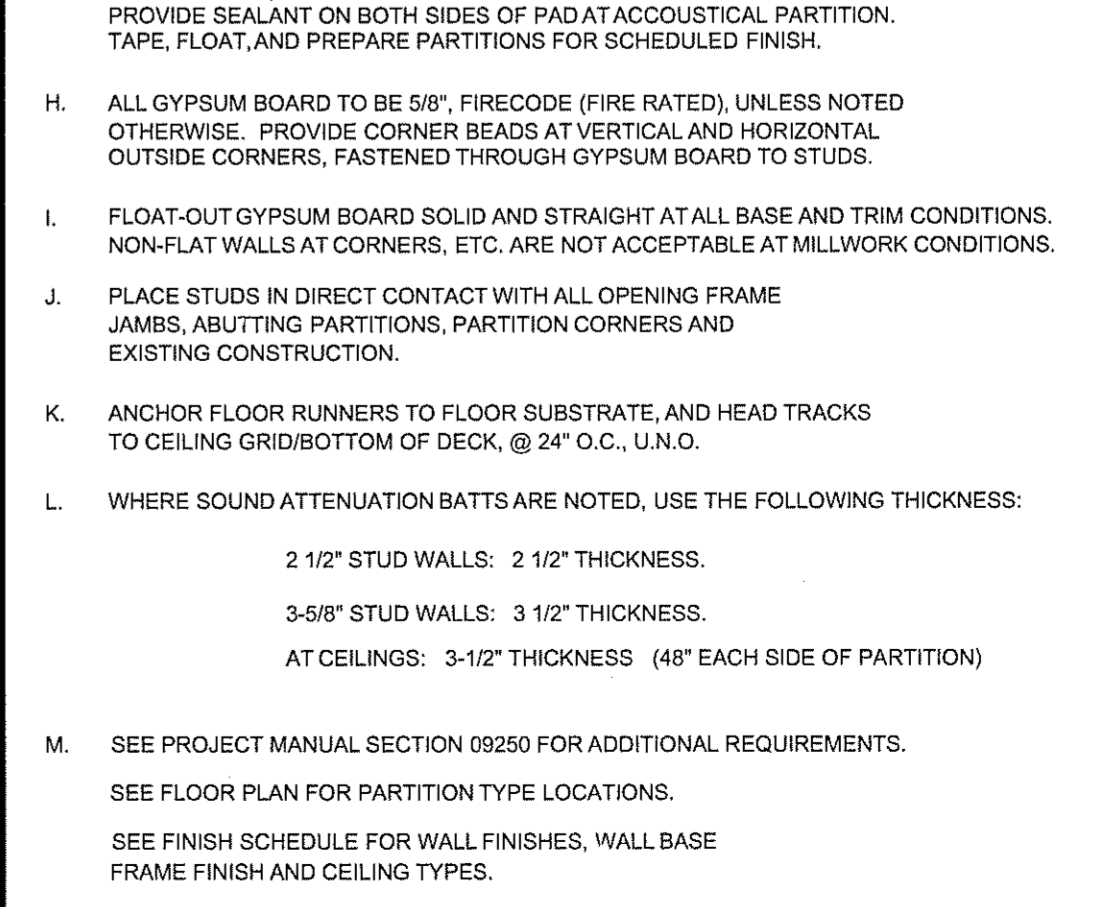 PROVIDE SEALANT ON BOTH SIDES OF PAD AT ACCOUSTICAL PARTITION.
TAPE, FLOAT, AND PREPARE PARTITIONS FOR SCHEDULED FINISH.
H. ALL GYPSUM BOARD TO BE 5/8", FIRECODE (FIRE RATED), UNLESS NOTED
OTHERWISE. PROVIDE CORNER BEADS AT VERTICAL AND HORIZONTAL
OUTSIDE CORNERS, FASTENED THROUGH GYPSUM BOARD TO STUDS.
I. FLOAT-OUT GYPSUM BOARD SOLID AND STRAIGHT AT ALL BASE AND TRIM CONDITIONS.
NON-FLAT WALLS AT CORNERS, ETC. ARE NOT ACCEPTABLE AT MILLWORK CONDITIONS.
J. PLACE STUDS IN DIRECT CONTACT WITH ALL OPENING FRAME
JAMBS, ABUTTING PARTITIONS, PARTITION CORNERS AND
EXISTING CONSTRUCTION.
K. ANCHOR FLOOR RUNNERS TO FLOOR SUBSTRATE, AND HEAD TRACKS
TO CEILING GRID/BOTTOM OF DECK, @ 24" O.C., U.N.O.
L. WHERE SOUND ATTENUATION BATTS ARE NOTED, USE THE FOLLOWING THICKNESS:
2 1/2" STUD WALLS: 2 1/2" THICKNESS.
3-5/8" STUD WALLS: 3 1/2" THICKNESS.
AT CEILINGS: 3-1/2" THICKNESS (48" EACH SIDE OF PARTITION)
M. SEE PROJECT MANUAL SECTION 09250 FOR ADDITIONAL REQUIREMENTS.
SEE FLOOR PLAN FOR PARTITION TYPE LOCATIONS.
SEE FINISH SCHEDULE FOR WALL FINISHES, WALL BASE
FRAME FINISH AND CEILING TYPES.